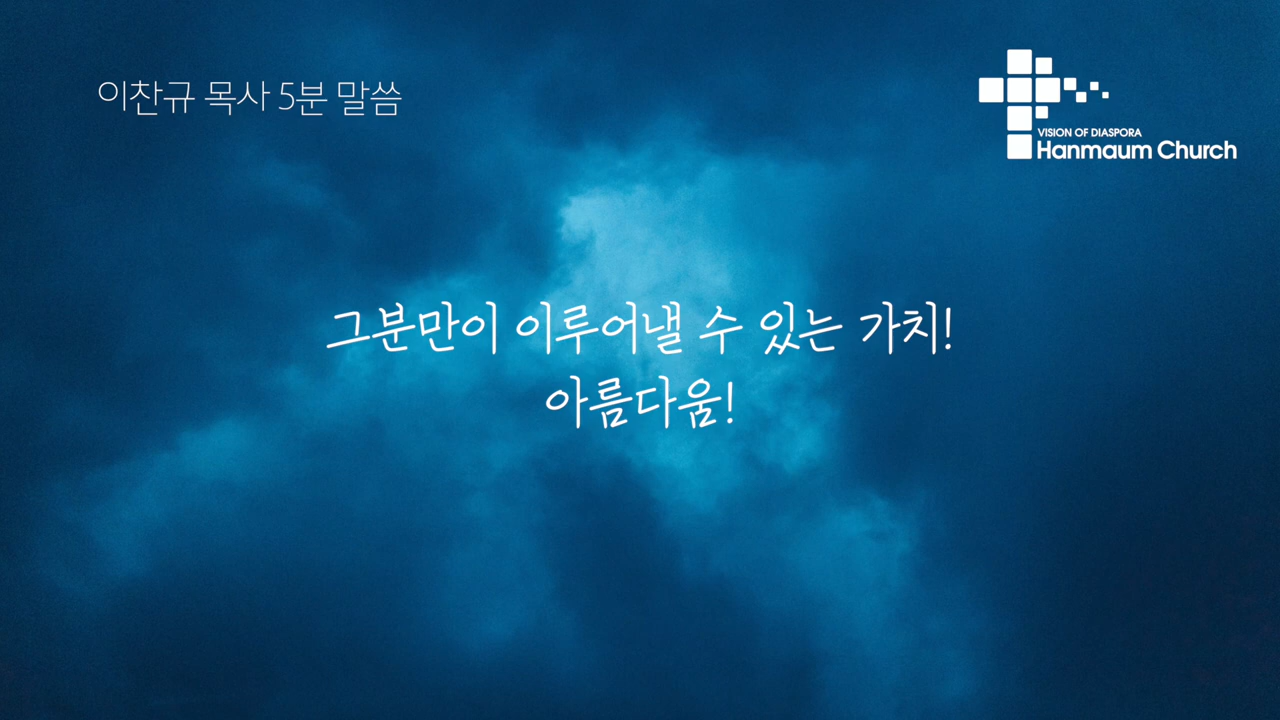 이찬규 목사 5분 말씀
VISION OF DIASPORA
Hanmaum Church
그분만이 이루어낼 수 있는 가치!
아름다움!